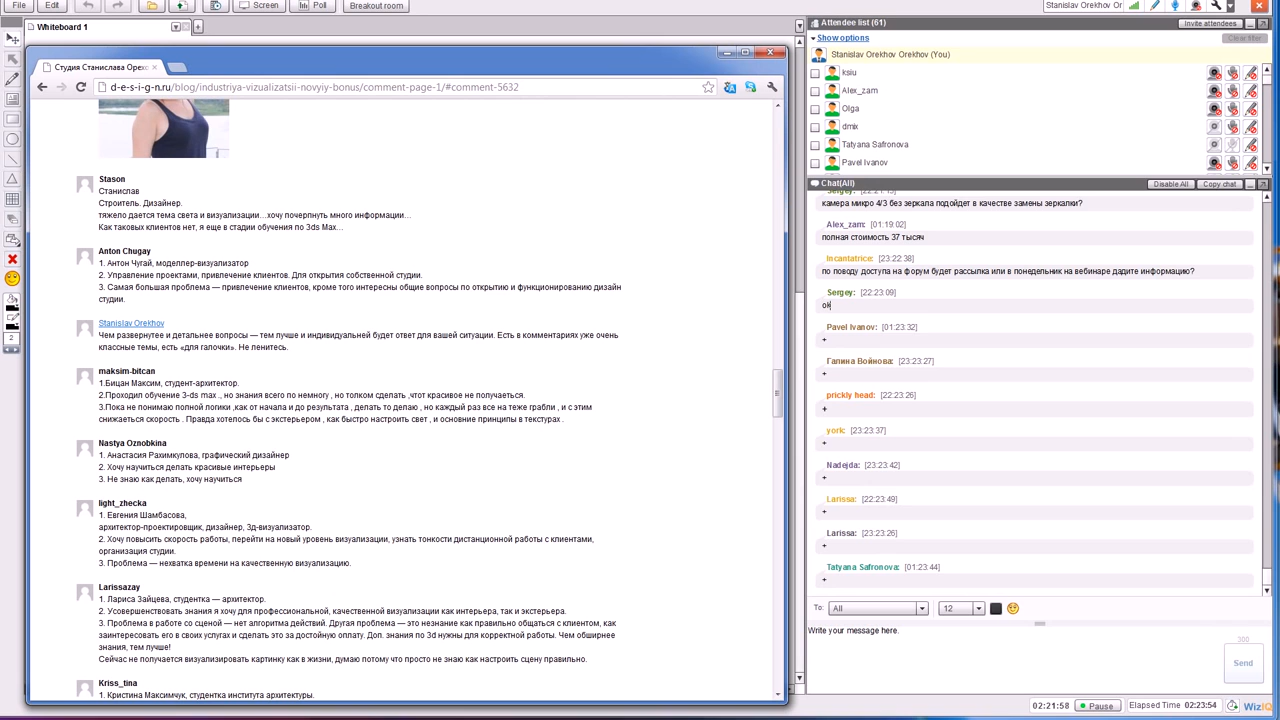 File
Edit
Screen
Poll
Breakout room
Stanislav Orekhov Or
Whiteboard 1
Студия Станислава Орехо
d-e-s-i-g-n.ru/blog/industriya-vizualizatsii-novyiy-bonus/comment-page-1/#comment-5632
Stason
Станислав
Строитель. Дизайнер.
тяжело дается тема света и визуализации…хочу почерпнуть много информации…
Как таковых клиентов нет, я еще в стадии обучения по 3ds Max…
Anton Chugay
1. Антон Чугай, моделлер-визуализатор
2. Управление проектами, привлечение клиентов. Для открытия собственной студии.
3. Самая большая проблема — привлечение клиентов, кроме того интересны общие вопросы по открытию и функционированию дизайн
студии.
Stanislav Orekhov
Чем развернутее и детальнее вопросы — тем лучше и индивидуальней будет ответ для вашей ситуации. Есть в комментариях уже очень
классные темы, есть «для галочки». Не ленитесь.
maksim-bitcan
1.Бицан Максим, студент-архитектор.
2.Проходил обучение 3-ds max ., но знания всего по немногу , но толком сделать ,чтот красивое не получаеться.
3.Пока не понимаю полной логики ,как от начала и до результата , делать то делаю , но каждый раз все на теже грабли , и с этим
снижаеться скорость . Правда хотелось бы с экстерьером , как быстро настроить свет , и основние принципы в текстурах .
Nastya Oznobkina
1. Анастасия Рахимкулова, графический дизайнер
2. Хочу научиться делать красивые интерьеры
3. Не знаю как делать, хочу научиться
light_zhecka
1. Евгения Шамбасова,
архитектор-проектировщик, дизайнер, 3д-визуализатор.
2. Хочу повысить скорость работы, перейти на новый уровень визуализации, узнать тонкости дистанционной работы с клиентами,
организация студии.
3. Проблема — нехватка времени на качественную визуализацию.
Larissazay
1. Лариса Зайцева, студентка — архитектор.
2. Усовершенствовать знания я хочу для профессиональной, качественной визуализации как интерьера, так и экстерьера.
3. Проблема в работе со сценой — нет алгоритма действий. Другая проблема — это незнание как правильно общаться с клиентом, как
заинтересовать его в своих услугах и сделать это за достойную оплату. Доп. знания по 3d нужны для корректной работы. Чем обширнее
знания, тем лучше!
Сейчас не получается визуализировать картинку как в жизни, думаю потому что просто не знаю как настроить сцену правильно.
Kriss_tina
1. Кристина Максимчук, студентка института архитектуры.
2
Attendee list (61)
Invite attendees
Show options
Clear filter
Stanislav Orekhov Orekhov (You)
ksiu
Alex_zam
Olga
dmix
Tatyana Safronova
Pavel Ivanov
Chat(All)
Disable All
Copy chat
камера микро 4/3 без зеркала подойдет в качестве замены зеркалки?
Alex_zam: [01:19:02]
полная стоимость 37 тысяч
Incantatrice: [23:22:38]
по поводу доступа на форум будет рассылка или в понедельник на вебинаре дадите информацию?
Sergey: [22:23:09]
ok
Pavel Ivanov: [01:23:32]
+
Галина Войнова: [23:23:27]
+
prickly head: [22:23:26]
+
york: [23:23:37]
+
Nadejda: [23:23:42]
+
Larissa: [22:23:49]
+
Larissa: [23:23:26]
+
Tatyana Safronova: [01:23:44]
+
To:
All
12
Write your message here.
300
Send
02:21:58
Pause
Elapsed Time
02:23:54
WizIQ